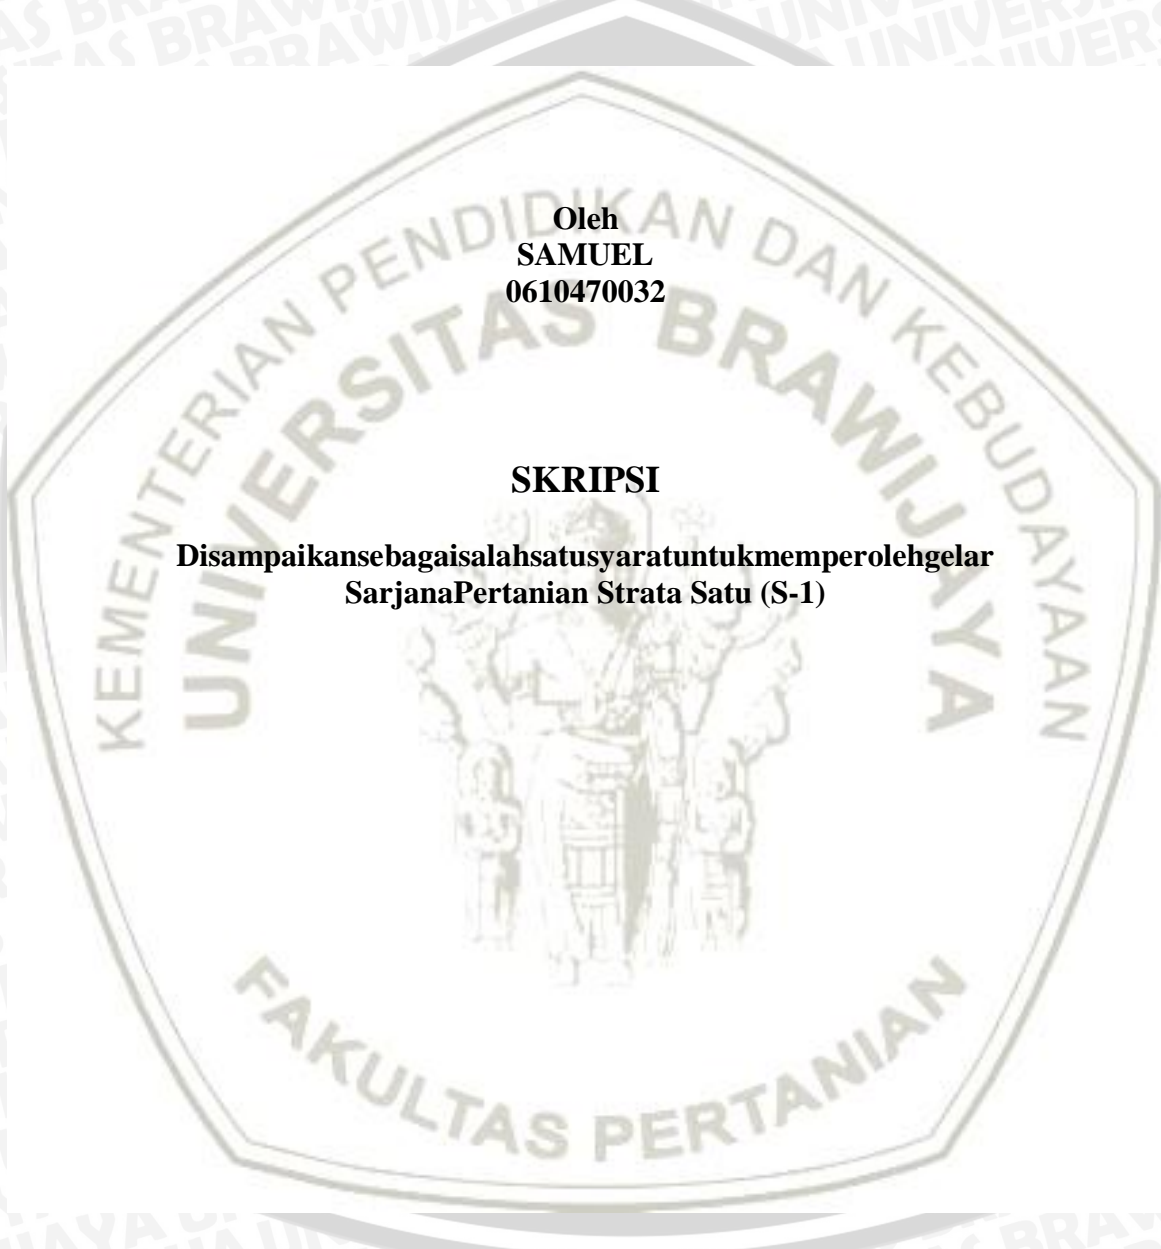 Oleh
SAMUEL
0610470032
SKRIPSI
Disampaikansebagaisalahsatusyaratuntukmemperolehgelar
SarjanaPertanian Strata Satu (S-1)
KEMENTERIAN PENDIDIKAN DAN KEBUDAYAAN
UNIVERSITAS BRAWIJAYA
FAKULTAS PERTANIAN